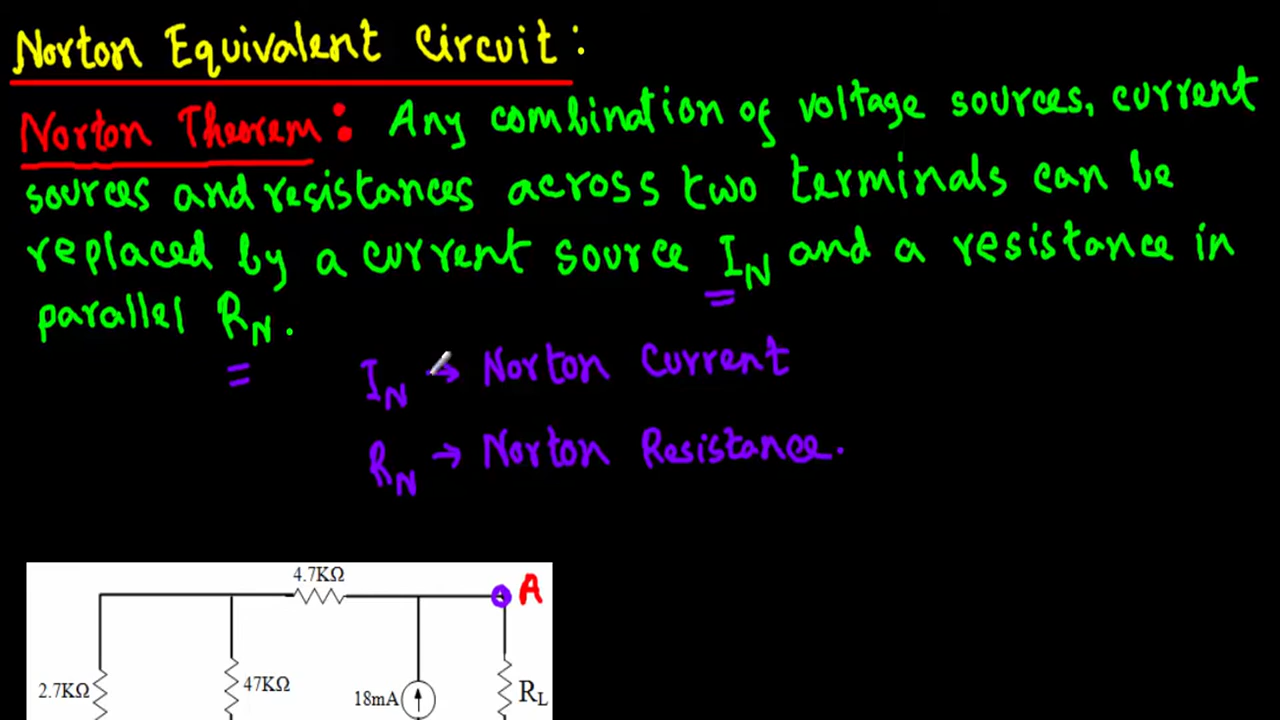 Norton Equivalent Circuit:
Norton Theorem: Any combination of voltage sources, current
sources and resistances across two terminals can be
replaced by a current source IN and a resistance in
parallel RN.
IN → Norton Current
RN → Norton Resistance.
4.7KΩ
A
2.7KΩ
47KΩ
18mA
RL